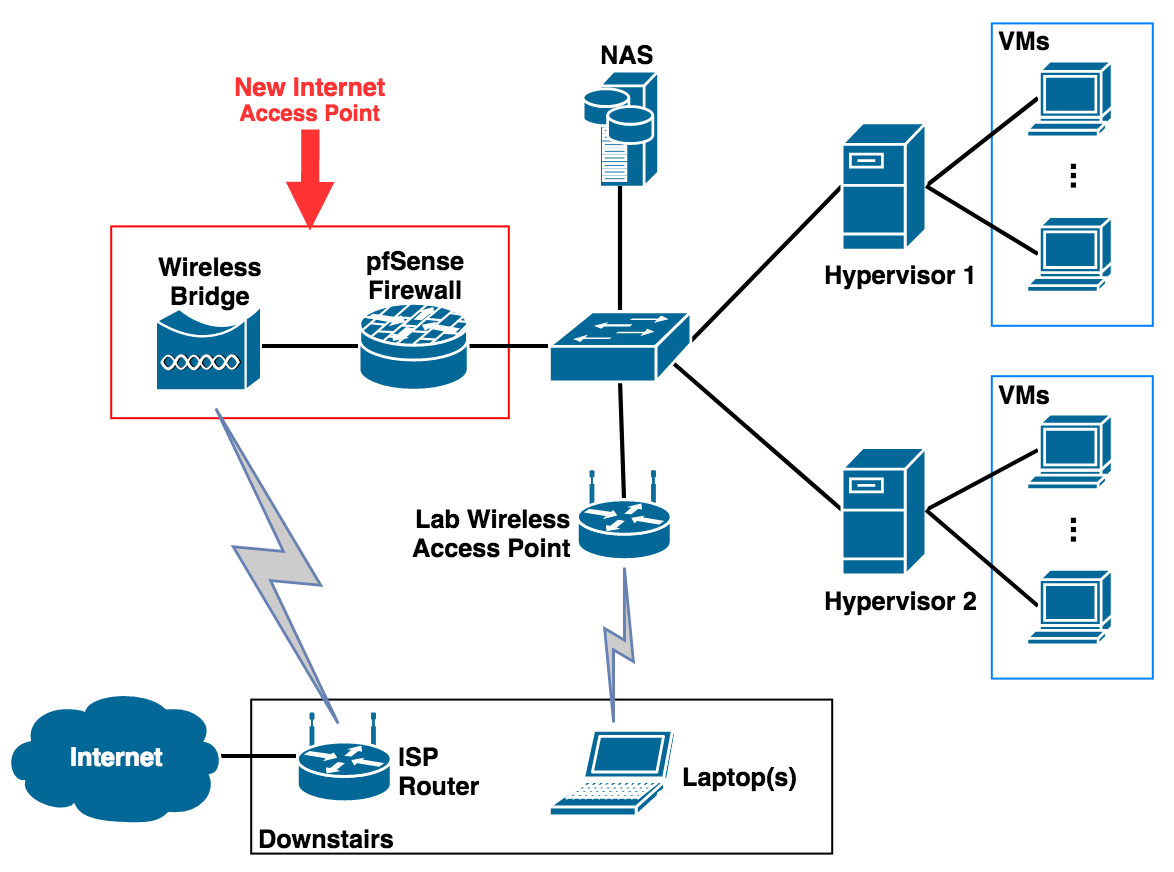 NAS
VMs
New Internet
Access Point
Wireless
Bridge
pfSense
Firewall
Hypervisor 1
VMs
Lab Wireless
Access Point
Hypervisor 2
Internet
ISP
Router
Laptop(s)
Downstairs